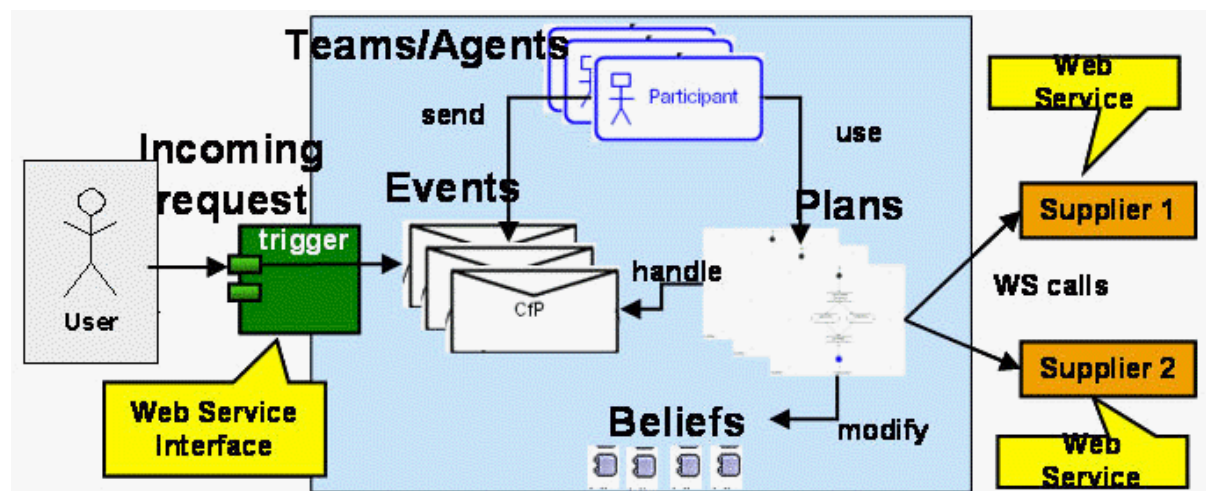 Teams/Agents
Participant
send
use
Incoming
request
Events
Plans
trigger
handle
CfP
User
Web Service
Interface
Beliefs
modify
WS calls
Web
Service
Supplier 1
Supplier 2
Web
Service